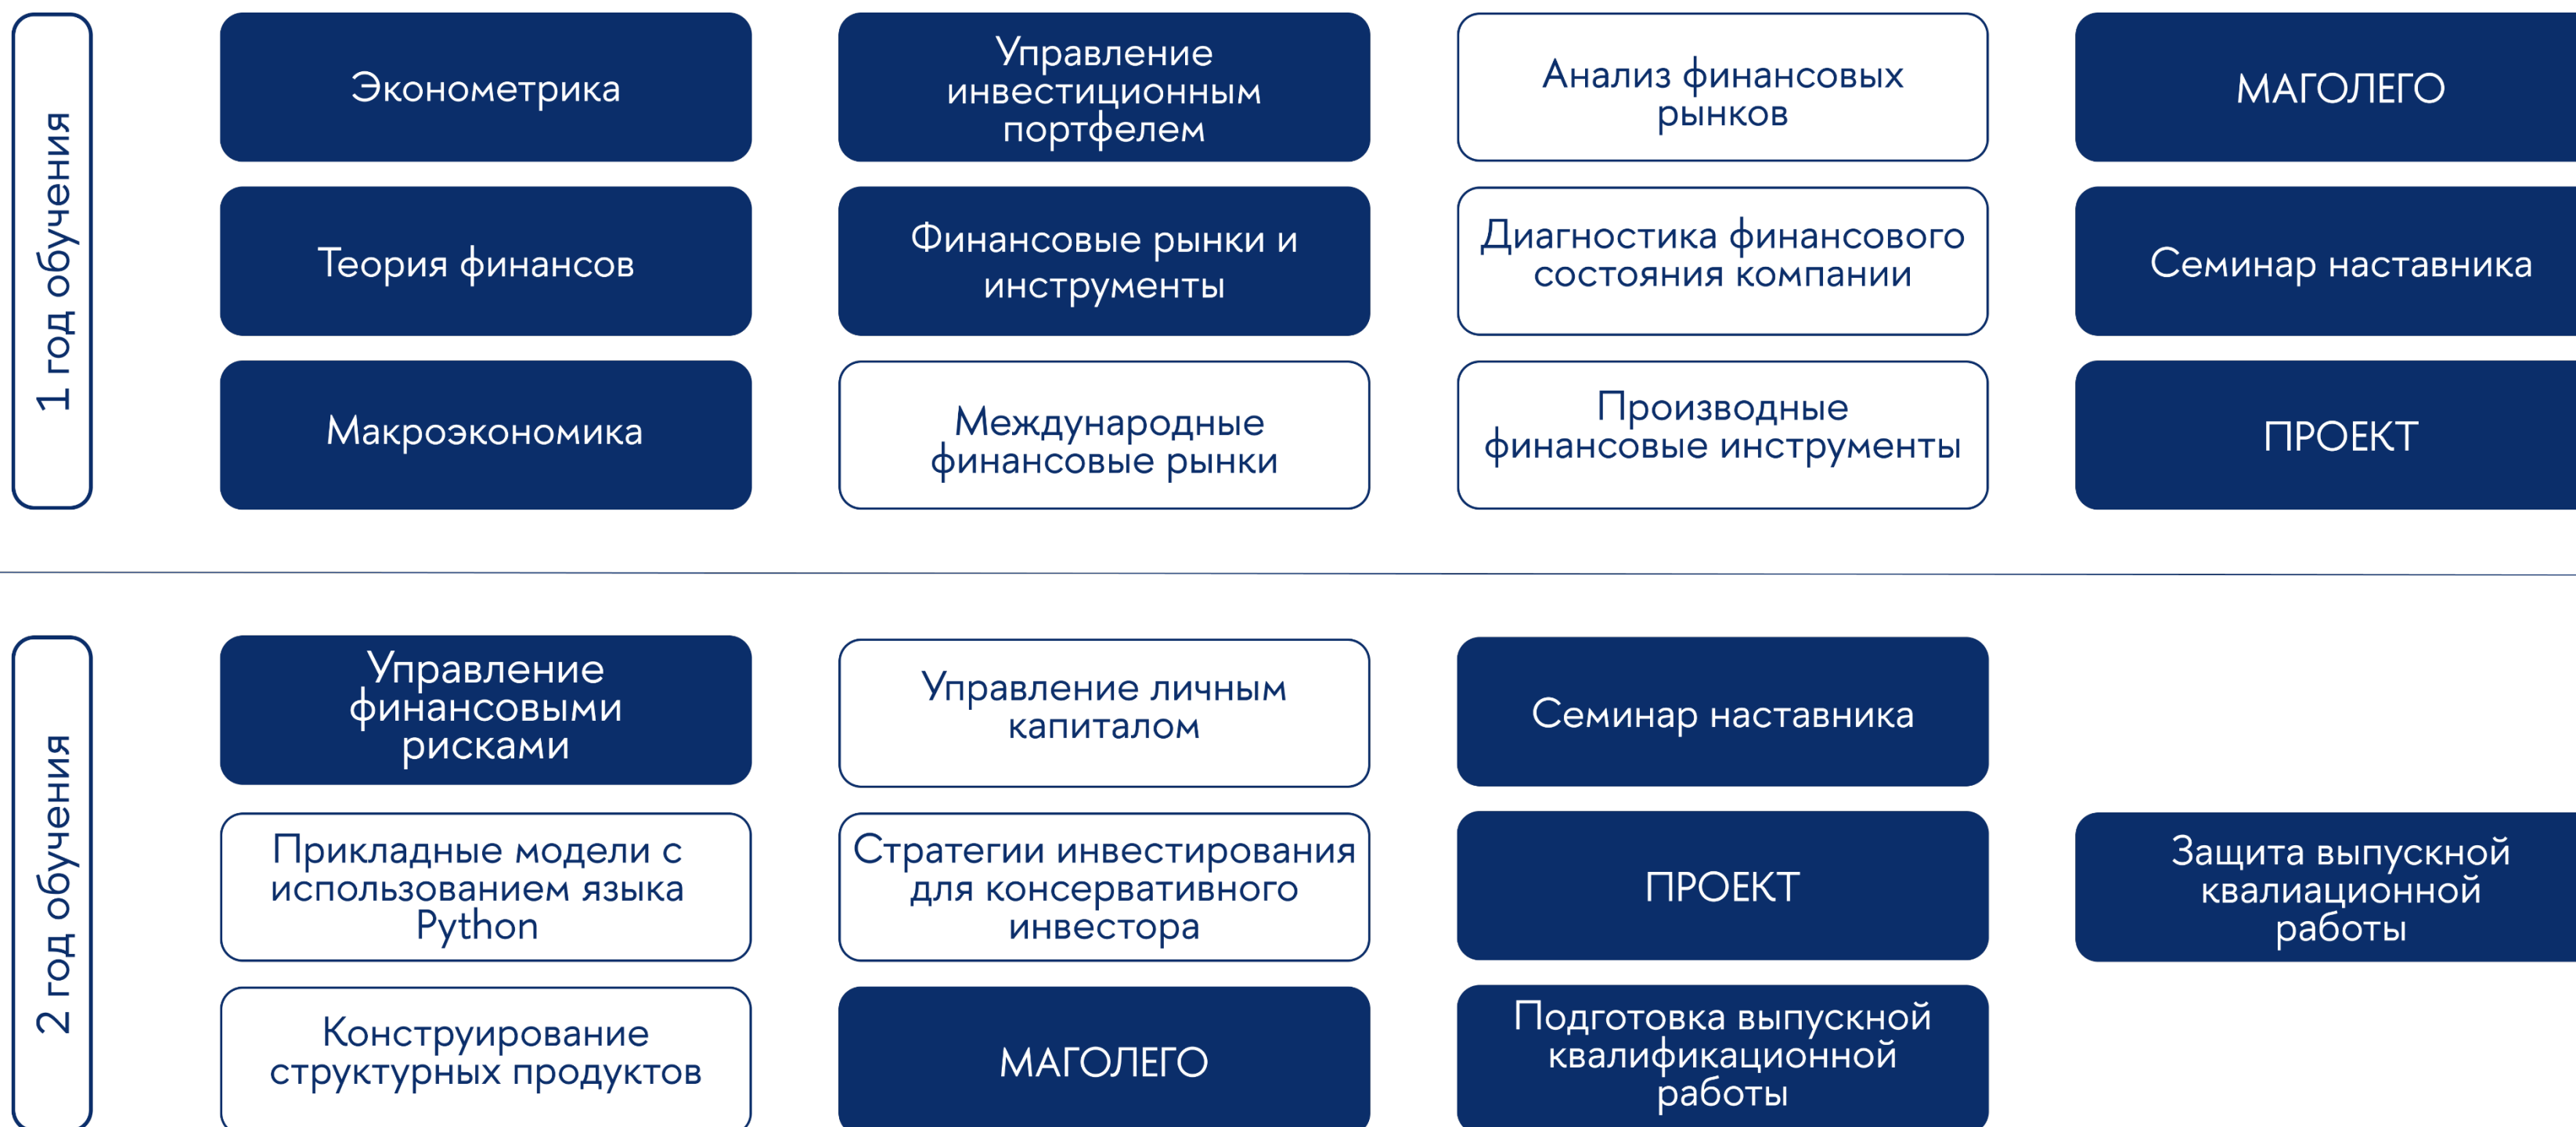 1 год обучения
Эконометрика
Управление
инвестиционным
портфелем
Анализ финансовых
рынков
МАГОЛЕГО
Теория финансов
Финансовые рынки и
инструменты
Диагностика финансового
состояния компании
Семинар наставника
Макроэкономика
Международные
финансовые рынки
Производные
финансовые инструменты
ПРОЕКТ
2 год обучения
Управление
финансовыми
рисками
Управление личным
капиталом
Семинар наставника
Прикладные модели с
использованием языка
Python
Стратегии инвестирования
для консервативного
инвестора
ПРОЕКТ
Защита выпускной
квалиационной
работы
Конструирование
структурных продуктов
МАГОЛЕГО
Подготовка выпускной
квалификационной
работы